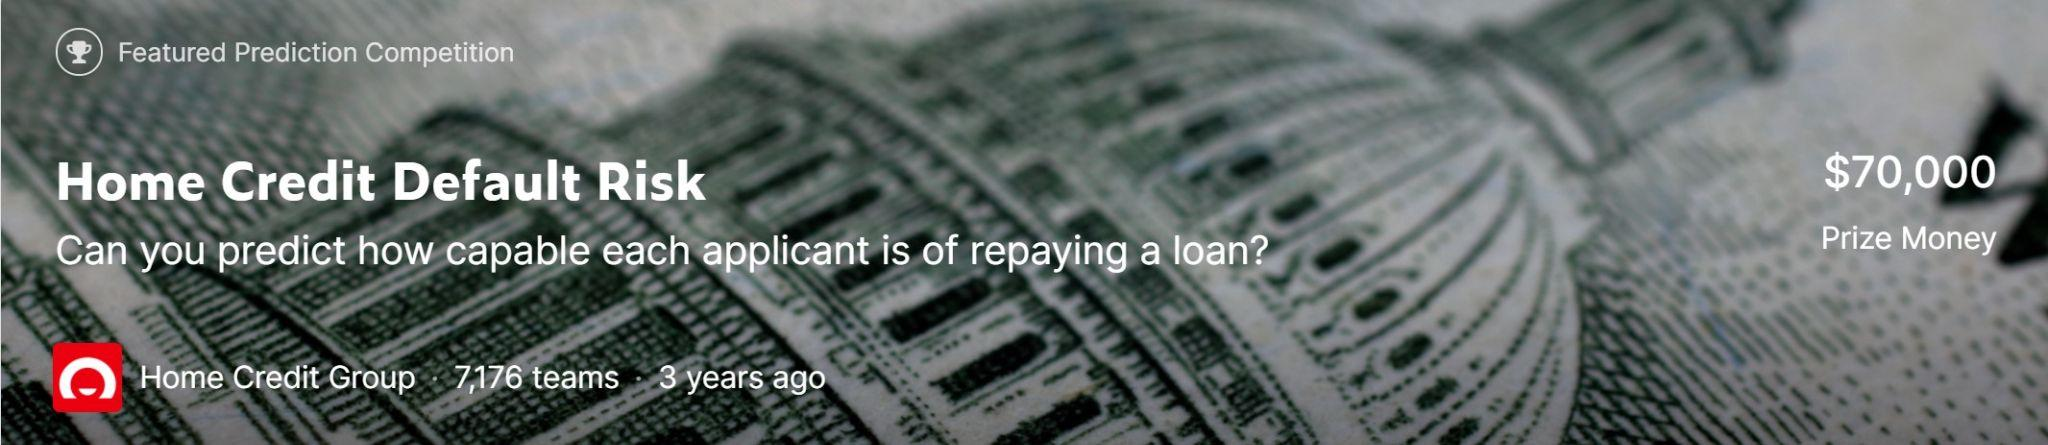 Featured Prediction Competition
Home Credit Default Risk
$70,000
Can you predict how capable each applicant is of repaying a loan?
Prize Money
Home Credit Group · 7,176 teams · 3 years ago